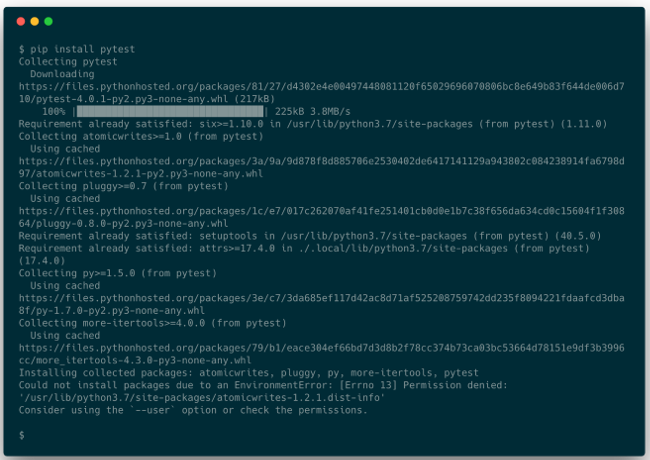 $ pip install pytest
Collecting pytest
  Downloading
https://files.pythonhosted.org/packages/81/27/d4302e4e00497448081120f65029696070806bc8e649b83f644de006d7
10/pytest-4.0.1-py2.py3-none-any.whl (217kB)
    100% |████████████████████████████████| 225kB 3.8MB/s
Requirement already satisfied: six>=1.10.0 in /usr/lib/python3.7/site-packages (from pytest) (1.11.0)
Collecting atomicwrites>=1.0 (from pytest)
  Using cached
https://files.pythonhosted.org/packages/3a/9a/9d878f8d885706e2530402de6417141129a943802c084238914fa6798d
97/atomicwrites-1.2.1-py2.py3-none-any.whl
Collecting pluggy>=0.7 (from pytest)
  Using cached
https://files.pythonhosted.org/packages/1c/e7/017c262070af41fe251401cb0d0e1b7c38f656da634cd0c15604f1f308
64/pluggy-0.8.0-py2.py3-none-any.whl
Requirement already satisfied: setuptools in /usr/lib/python3.7/site-packages (from pytest) (40.5.0)
Requirement already satisfied: attrs>=17.4.0 in ./.local/lib/python3.7/site-packages (from pytest)
(17.4.0)
Collecting py>=1.5.0 (from pytest)
  Using cached
https://files.pythonhosted.org/packages/3e/c7/3da685ef117d42ac8d71af525208759742dd235f8094221fdaafcd3dba
8f/py-1.7.0-py2.py3-none-any.whl
Collecting more-itertools>=4.0.0 (from pytest)
  Using cached
https://files.pythonhosted.org/packages/79/b1/eace304ef66bd7d3d8b2f78cc374b73ca03bc53664d78151e9df3b3996
cc/more_itertools-4.3.0-py3-none-any.whl
Installing collected packages: atomicwrites, pluggy, py, more-itertools, pytest
Could not install packages due to an EnvironmentError: [Errno 13] Permission denied:
'/usr/lib/python3.7/site-packages/atomicwrites-1.2.1.dist-info'
Consider using the `--user` option or check the permissions.
$